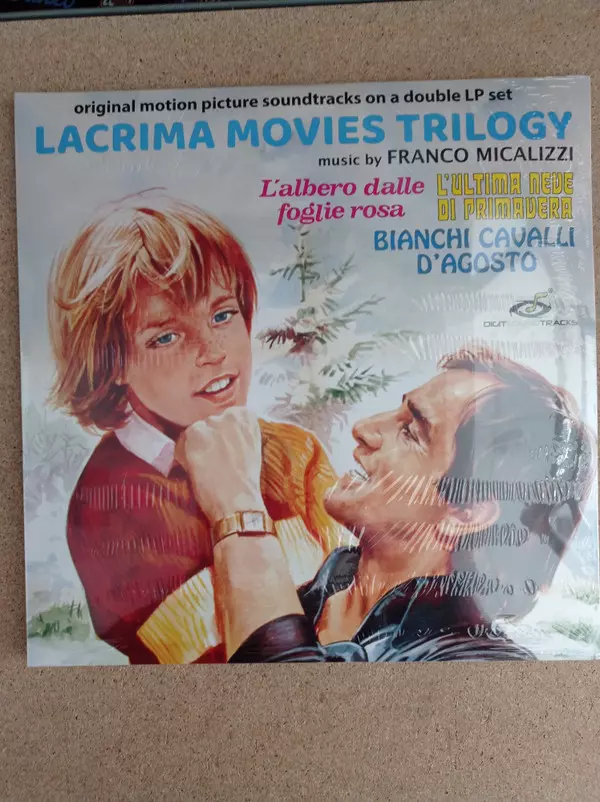 original motion picture soundtracks on a double LP set
LACRIMA MOVIES TRILOGY
music by FRANCO MICALIZZI
L'albero dalle
foglie rosa
L'ULTIMA NEVE
DI PRIMAVERA
BIANCHI CAVALLI
D'AGOSTO